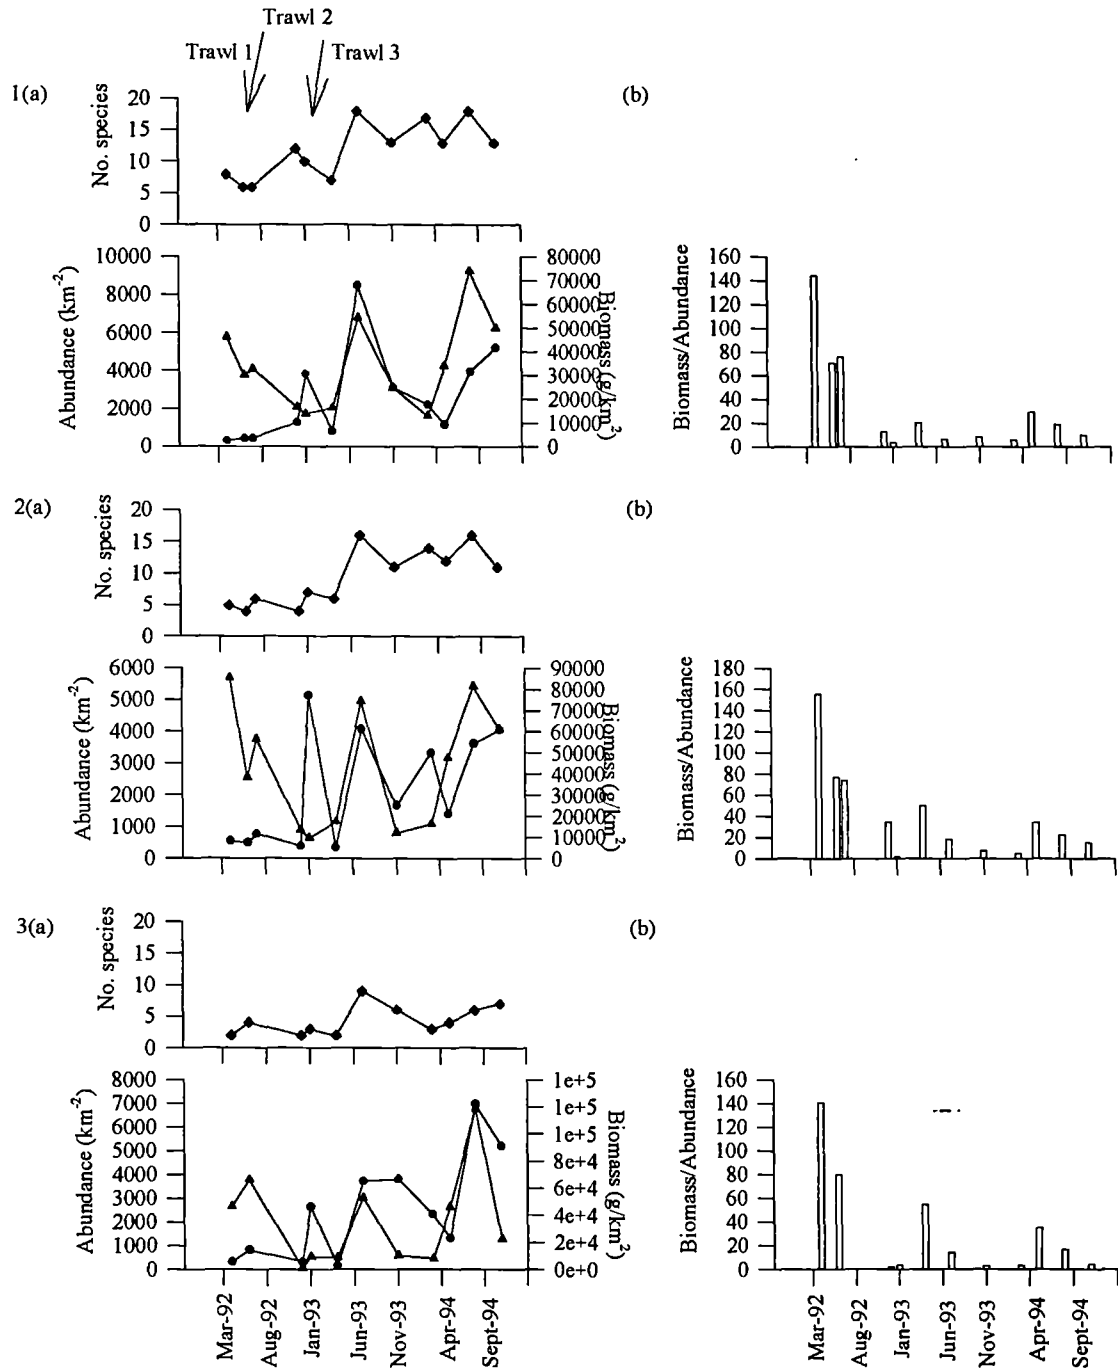 Trawl 2
Trawl 1
Trawl 3
1(a)
(b)
No. species
20
15
10
5
0
Abundance (km-2)
10000
8000
6000
4000
2000
0
80000
70000
60000
50000
40000
30000
20000
10000
0
Biomass (g/km2)
Biomass/Abundance
160
140
120
100
80
60
40
20
0
2(a)
(b)
No. species
20
15
10
5
0
Abundance (km-2)
6000
5000
4000
3000
2000
1000
0
90000
80000
70000
60000
50000
40000
30000
20000
10000
0
Biomass (g/km2)
Biomass/Abundance
180
160
140
120
100
80
60
40
20
0
3(a)
(b)
No. species
20
15
10
5
0
Abundance (km-2)
8000
7000
6000
5000
4000
3000
2000
1000
0
1e+5
1e+5
1e+5
8e+4
6e+4
4e+4
2e+4
0e+0
Biomass (g/km2)
Biomass/Abundance
160
140
120
100
80
60
40
20
0
Mar-92
Aug-92
Jan-93
Jun-93
Nov-93
Apr-94
Sept-94
Mar-92
Aug-92
Jan-93
Jun-93
Nov-93
Apr-94
Sept-94